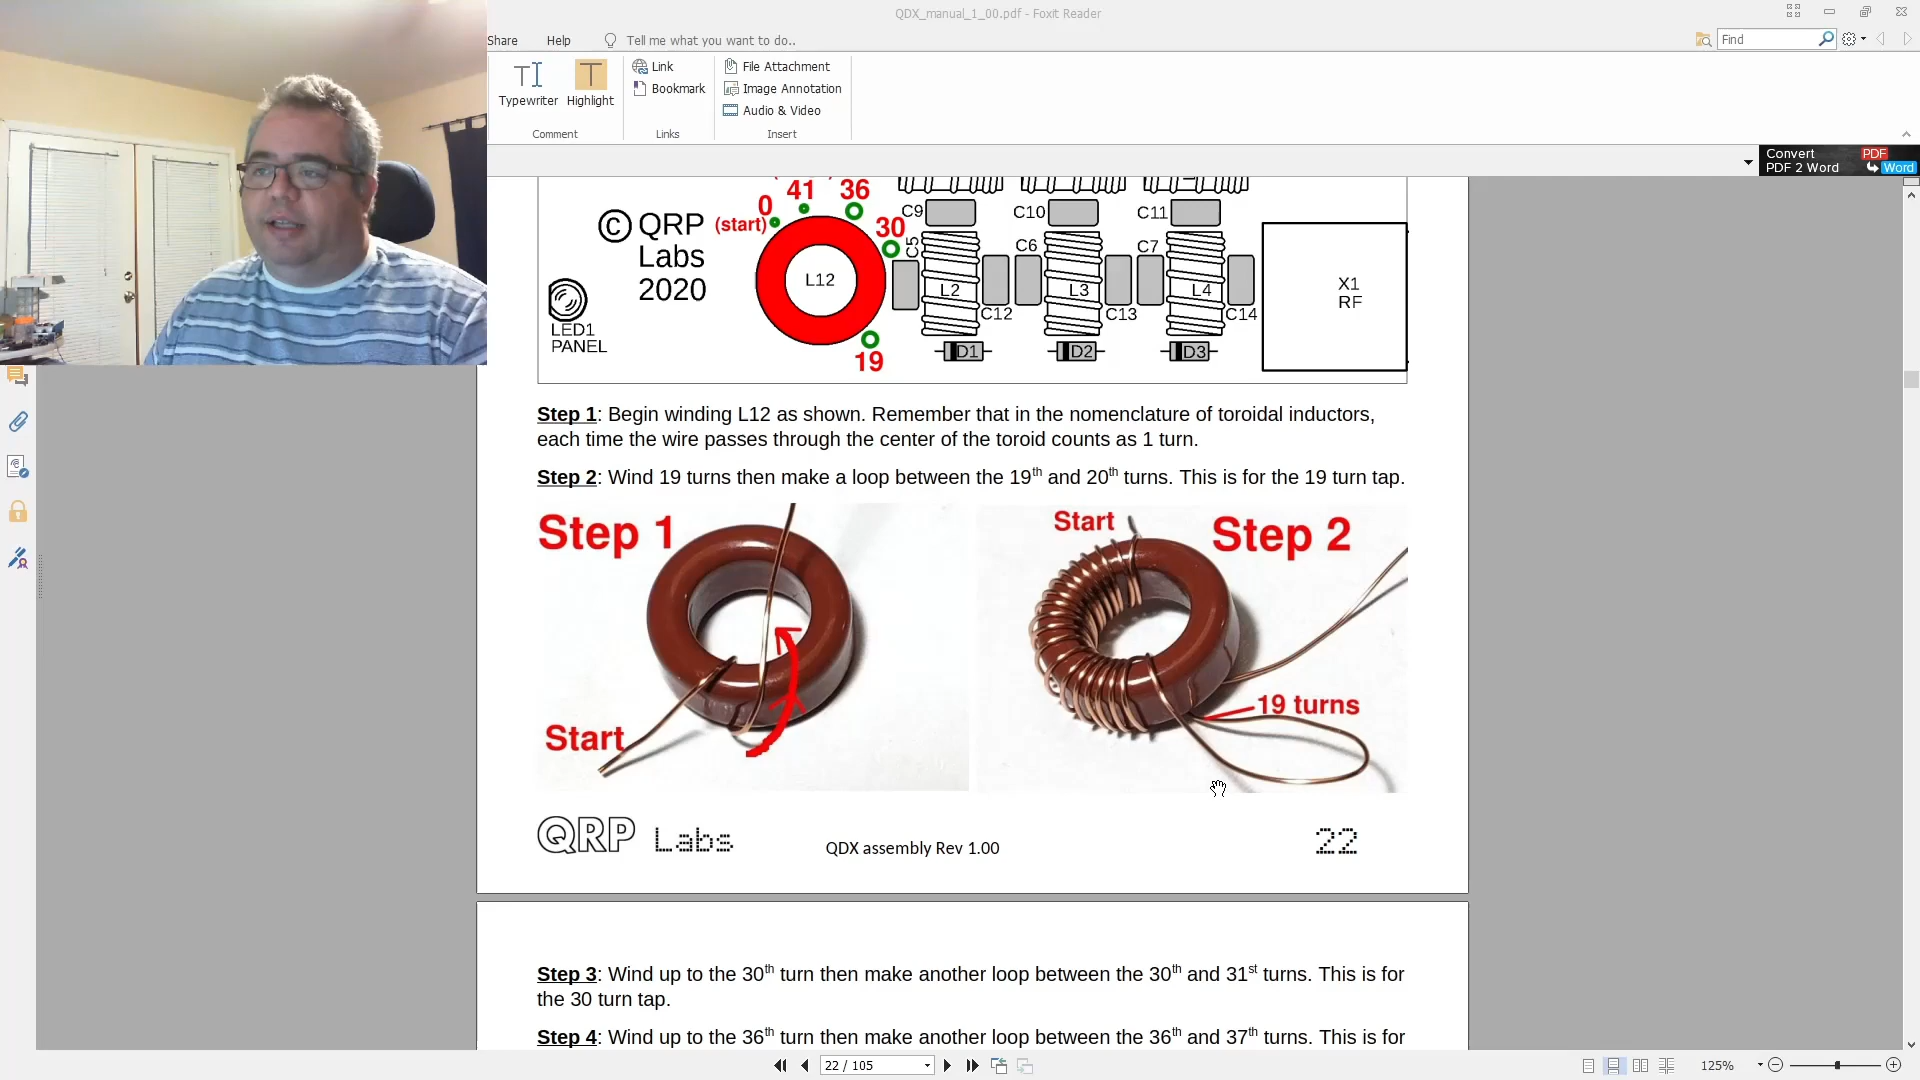 QDX_manual_1_00.pdf - Foxit Reader
Share Help Tell me what you want to do..
Find
Typewriter Highlight
Link
Bookmark
File Attachment
Image Annotation
Audio & Video
Comment Links Insert
Convert
PDF 2 Word
PDF
Word
© QRP
Labs
2020
LED1
PANEL
0
(start)
41
36
30
19
L12
C9
C10
C11
C5
C6
C7
L2
L3
L4
C12
C13
C14
D1
D2
D3
X1
RF
Step 1: Begin winding L12 as shown. Remember that in the nomenclature of toroidal inductors,
each time the wire passes through the center of the toroid counts as 1 turn.
Step 2: Wind 19 turns then make a loop between the 19th and 20th turns. This is for the 19 turn tap.
Step 1
Start
Start
Step 2
19 turns
QRP Labs
QDX assembly Rev 1.00
22
Step 3: Wind up to the 30th turn then make another loop between the 30th and 31st turns. This is for
the 30 turn tap.
Step 4: Wind up to the 36th turn then make another loop between the 36th and 37th turns. This is for
22 / 105
125%